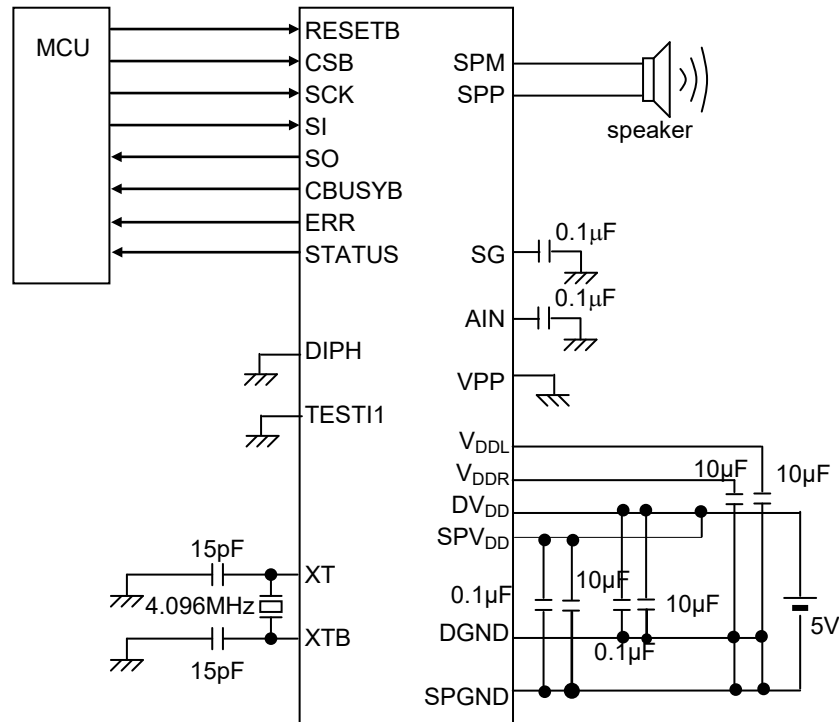 MCU
RESETB
CSB
SCK
SI
SO
CBUSYB
ERR
STATUS
DIPH
TESTI1
15pF
XT
4.096MHz
XTB
15pF
SPM
SPP
speaker
SG
0.1μF
AIN
0.1μF
VPP
VDDL
VDDR
DVDD
SPVDD
10μF
10μF
0.1μF
10μF
10μF
0.1μF
DGND
SPGND
5V